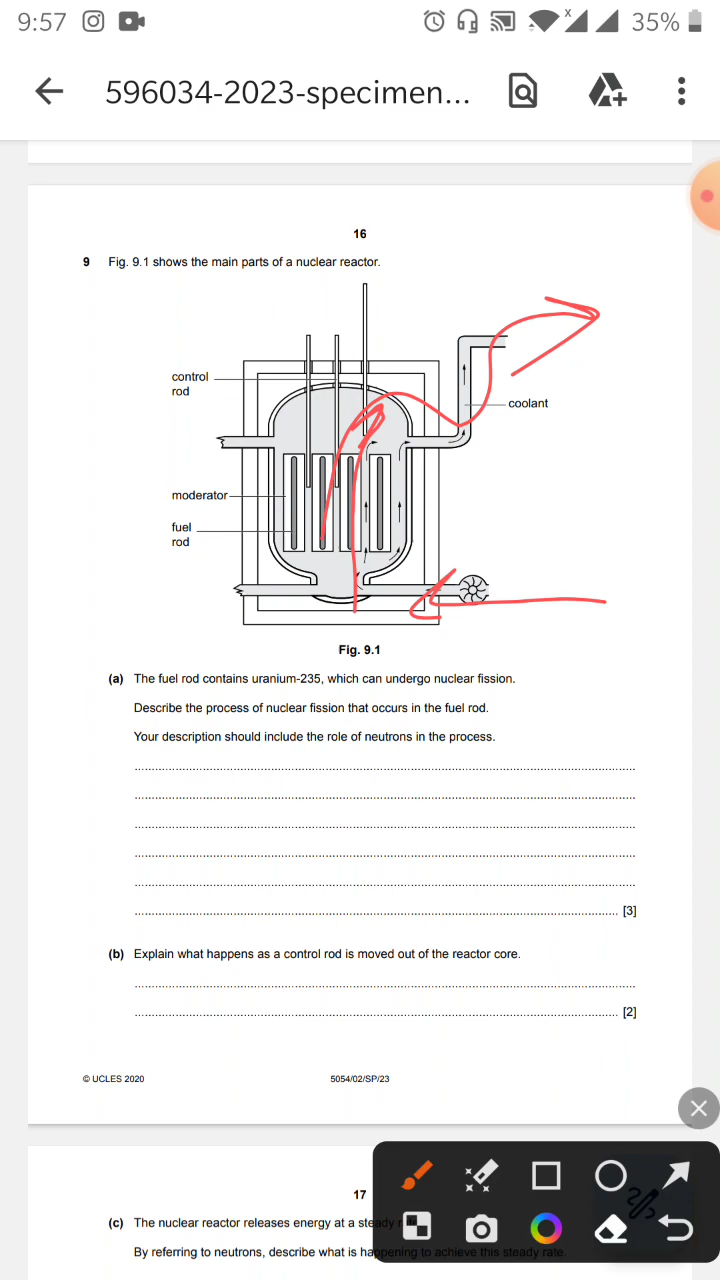 9:57
35%
596034-2023-specimen...
16
9 Fig. 9.1 shows the main parts of a nuclear reactor.
control
rod
coolant
moderator
fuel
rod
Fig. 9.1
(a) The fuel rod contains uranium-235, which can undergo nuclear fission.
Describe the process of nuclear fission that occurs in the fuel rod.
Your description should include the role of neutrons in the process.
[3]
(b) Explain what happens as a control rod is moved out of the reactor core.
[2]
© UCLES 2020
5054/02/SP/23
17
(c) The nuclear reactor releases energy at a steady rate.
By referring to neutrons, describe what is happening to achieve this steady rate.